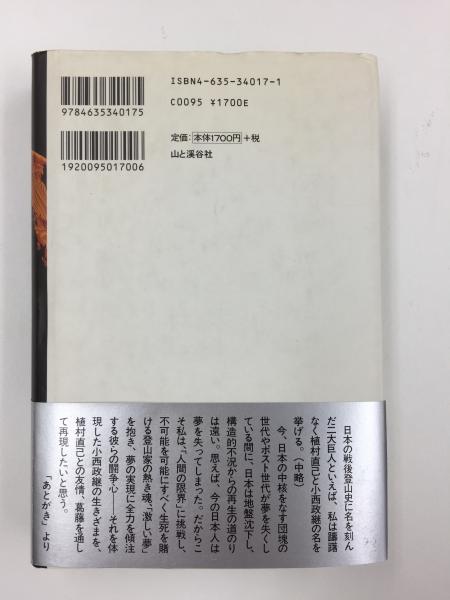 ISBN4-635-34017-1
C0095 ¥1700E
9784635340175
定価:本体1700円+税
山と溪谷社
1920095017006
日本の戦後登山史に名を刻ん
だ二大巨人といえば、私は躊躇
なく植村直己と小西政継の名を
挙げる。(中略)
今、日本の中核をなす団塊の
世代やポスト世代が夢を失くし
ている間に、日本は地盤沈下し、
構造的不況からの再生の道のり
は遠い。思えば、今の日本人は
夢を失ってしまった。だからこ
そ私は、「人間の限界」に挑戦し、
不可能を可能にすべく生死を賭
ける登山家の熱き魂、「激しい夢」
を抱き、夢の実現に全力を傾注
する彼らの闘争心――それを体
現した小西政継の生きざまを、
植村直己との友情、葛藤を通し
て再現したいと思う。
「あとがき」より